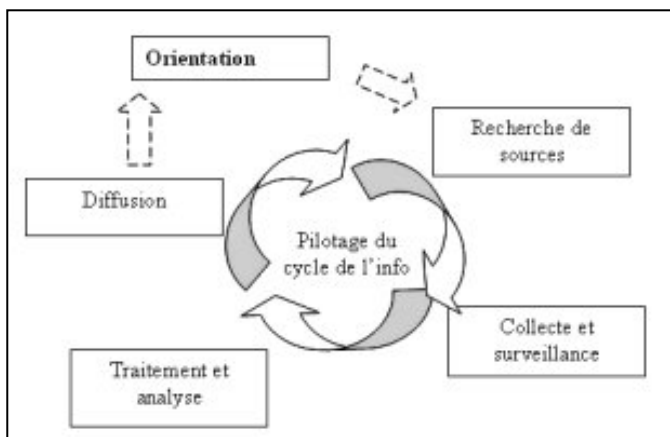 Orientation
Recherche de
sources
Diffusion
Pilotage du
cycle de l'info
Collecte et
surveillance
Traitement et
analyse